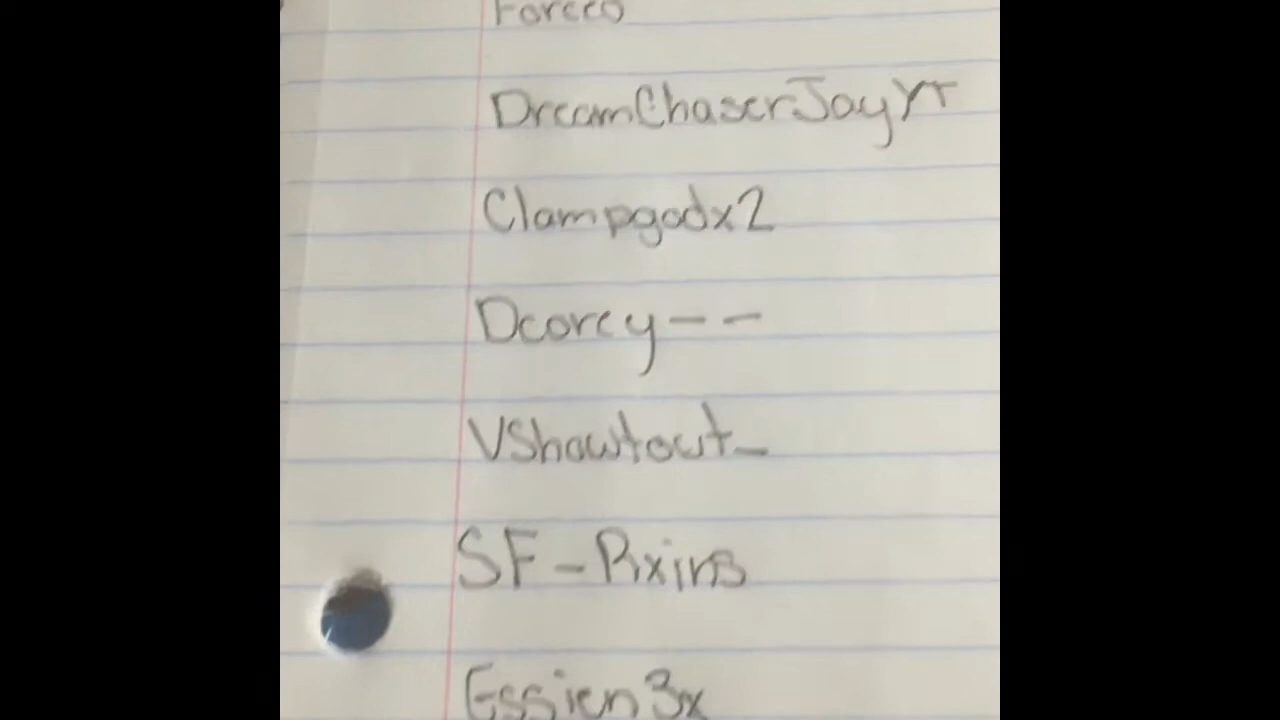 DreamChaserJayYT
Clampgodx2
Dcorey--
VShowtout_
SF-Rxins
Essien3x